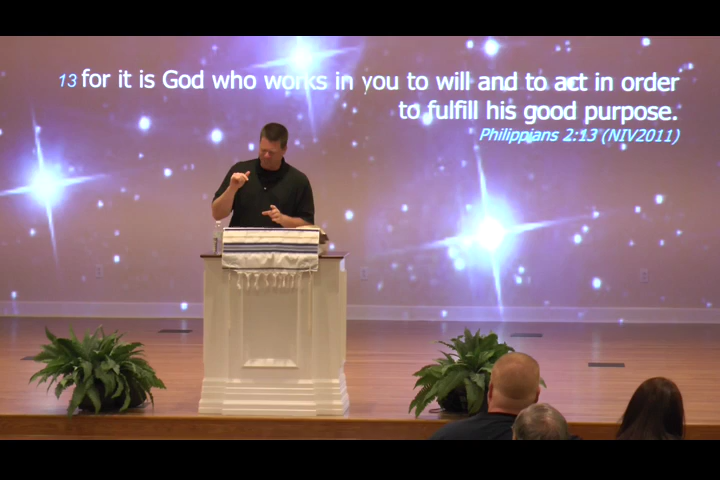 13 for it is God who works in you to will and to act in order
to fulfill his good purpose.
Philippians 2:13 (NIV2011)